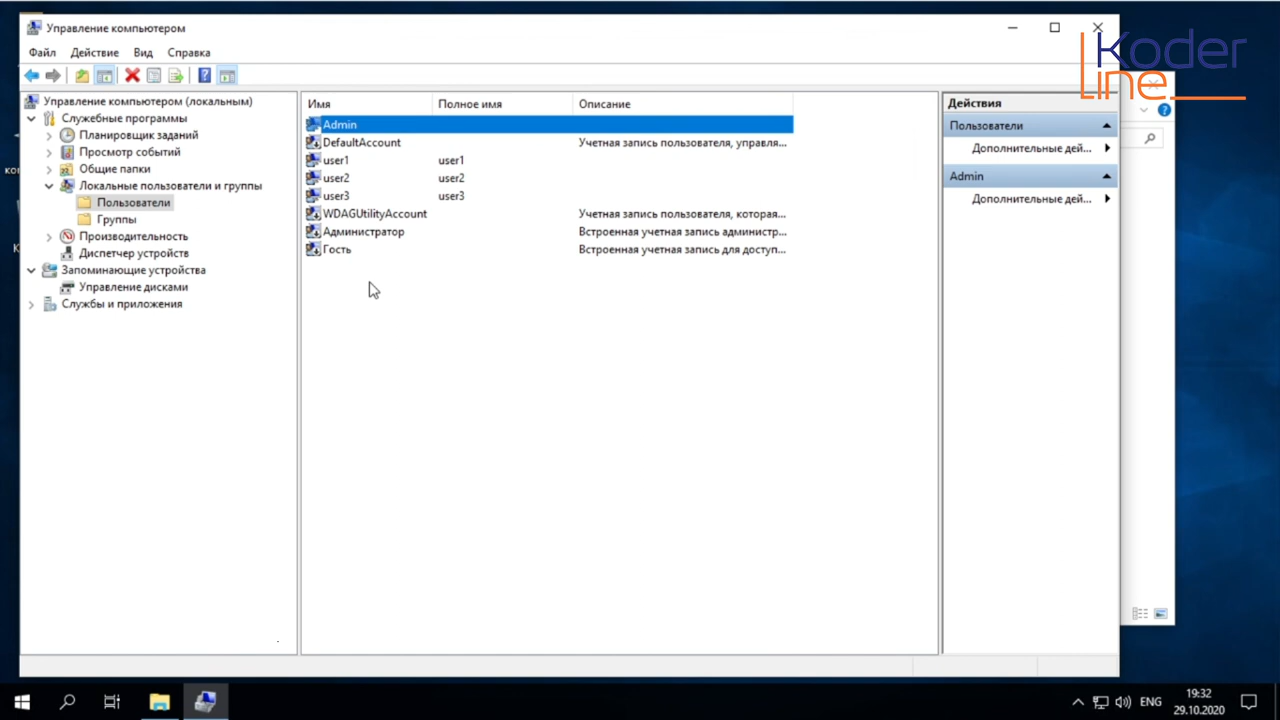 Управление компьютером
Koder
Line
Файл Действие Вид Справка
Управление компьютером (локальным)
Служебные программы
Планировщик заданий
Просмотр событий
Общие папки
Локальные пользователи и группы
Пользователи
Группы
Производительность
Диспетчер устройств
Запоминающие устройства
Управление дисками
Службы и приложения
Имя Полное имя Описание
Admin
DefaultAccount Учетная запись пользователя, управля...
user1 user1
user2 user2
user3 user3
WDAGUtilityAccount Учетная запись пользователя, которая...
Администратор Встроенная учетная запись администр...
Гость Встроенная учетная запись для доступ...
Действия
Пользователи
Дополнительные дей...
Admin
Дополнительные дей...
ENG
19:32
29.10.2020